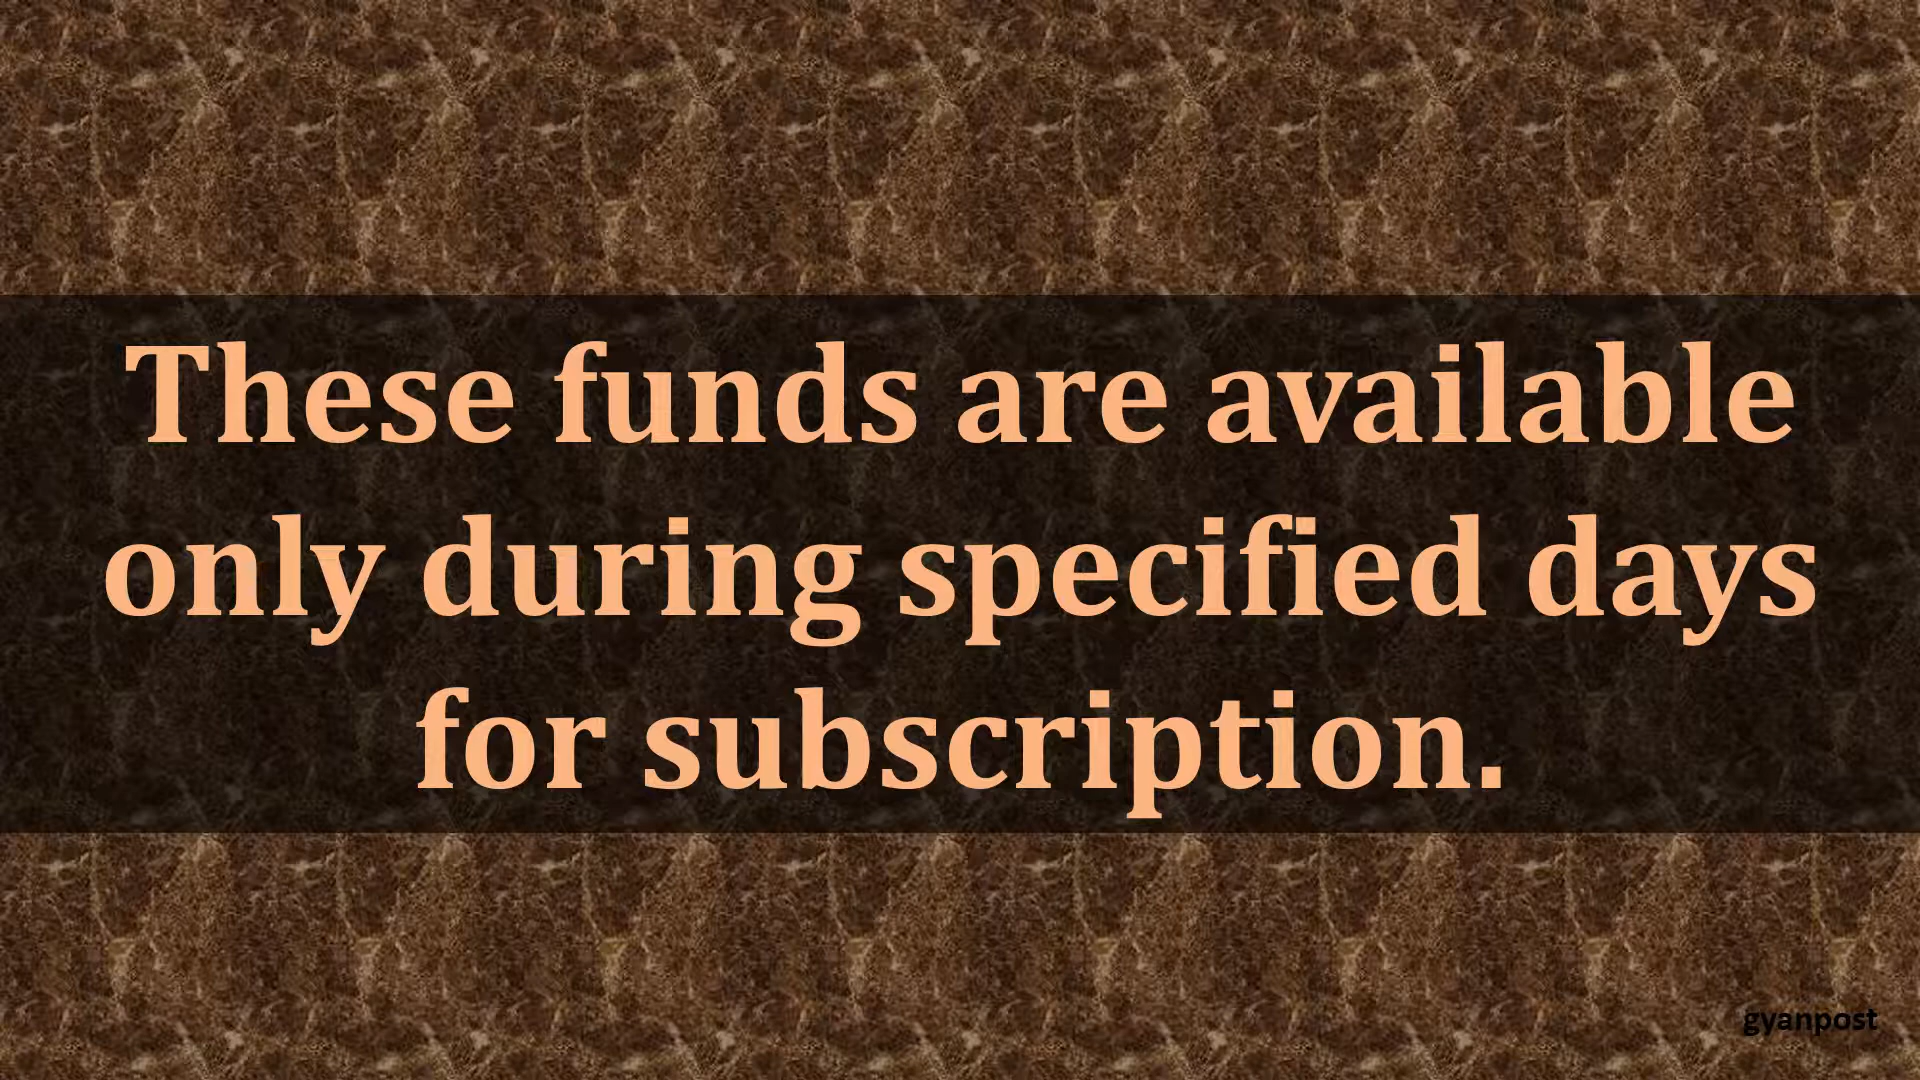 These funds are available
only during specified days
for subscription.
gyanpost